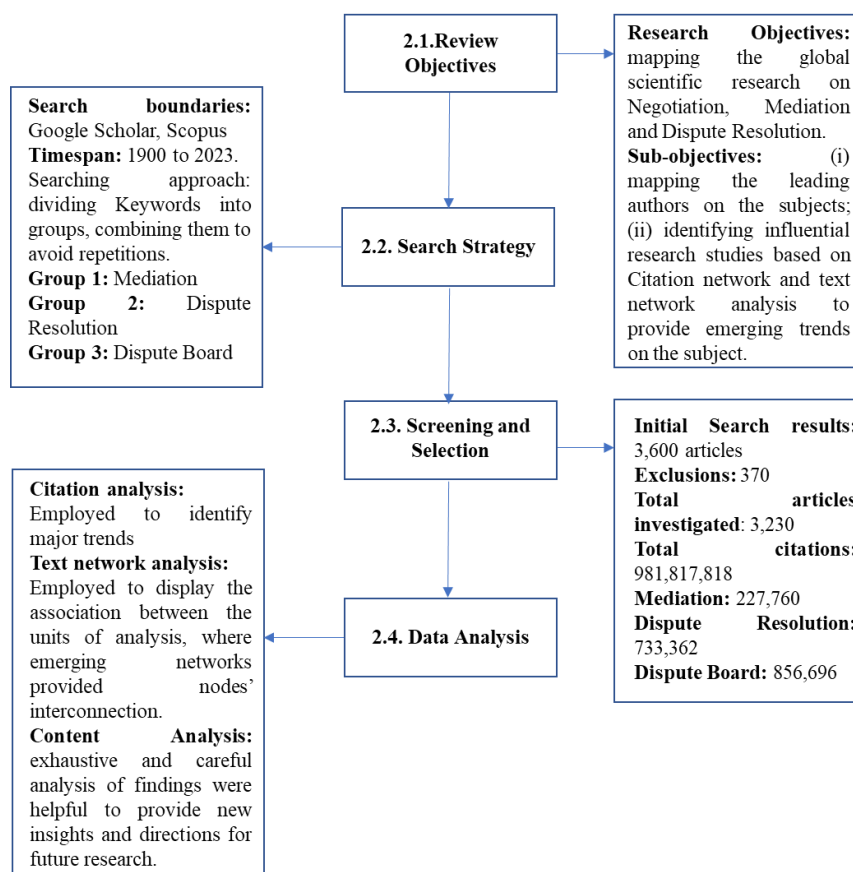 2.1.Review
Objectives
Research Objectives:
mapping the global
scientific research on
Negotiation, Mediation
and Dispute Resolution.
Sub-objectives: (i)
mapping the leading
authors on the subjects;
(ii) identifying influential
research studies based on
Citation network and text
network analysis to
provide emerging trends
on the subject.
Search boundaries:
Google Scholar, Scopus
Timespan: 1900 to 2023.
Searching approach:
dividing Keywords into
groups, combining them to
avoid repetitions.
Group 1: Mediation
Group 2: Dispute
Resolution
Group 3: Dispute Board
2.2. Search Strategy
2.3. Screening and
Selection
Initial Search results:
3,600 articles
Exclusions: 370
Total articles
investigated: 3,230
Total citations:
981,817,818
Mediation: 227,760
Dispute Resolution:
733,362
Dispute Board: 856,696
Citation analysis:
Employed to identify
major trends
Text network analysis:
Employed to display the
association between the
units of analysis, where
emerging networks
provided nodes’
interconnection.
Content Analysis:
exhaustive and careful
analysis of findings were
helpful to provide new
insights and directions for
future research.
2.4. Data Analysis